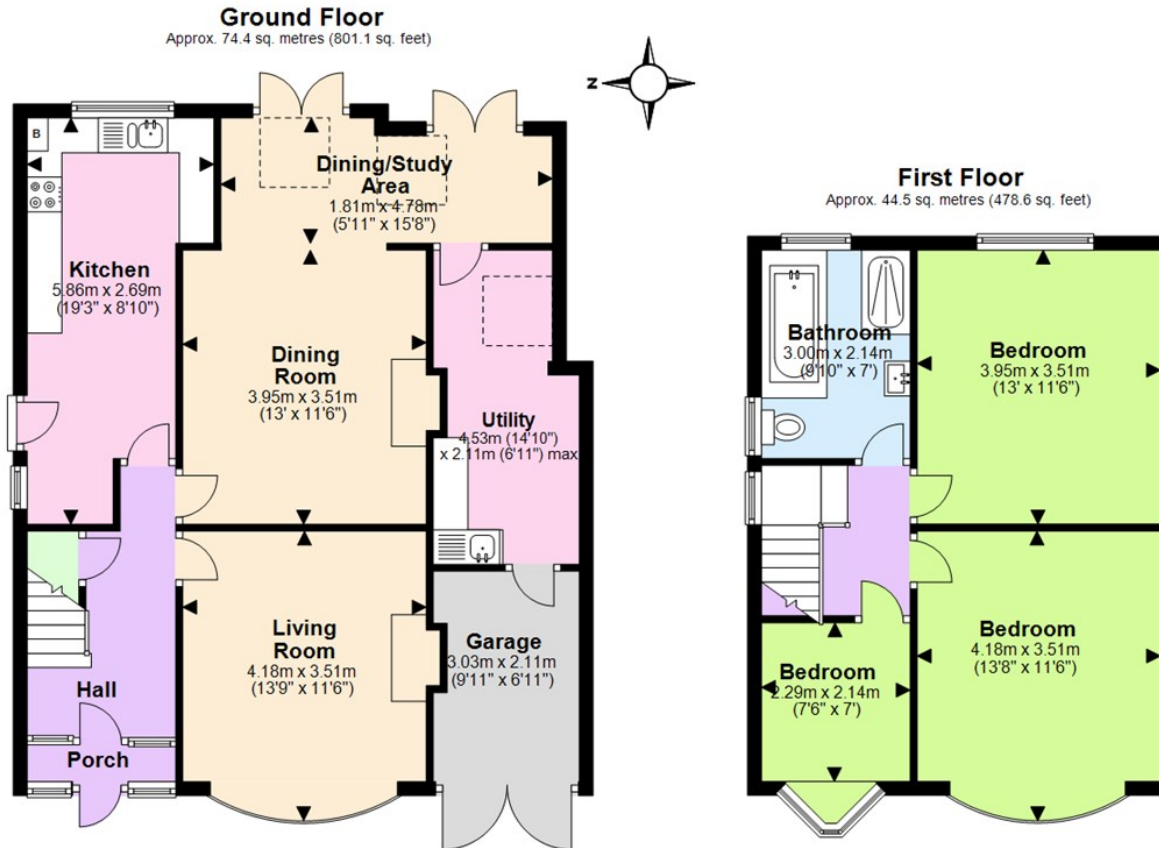 Ground Floor
Approx. 74.4 sq. metres (801.1 sq. feet)
N
B
Dining/Study
Area
1.81m x 4.78m
(5'11" x 15'8")
Kitchen
5.86m x 2.69m
(19'3" x 8'10")
Dining
Room
3.95m x 3.51m
(13' x 11'6")
Utility
4.53m (14'10")
x 2.11m (6'11") max
Living
Room
4.18m x 3.51m
(13'9" x 11'6")
Garage
3.03m x 2.11m
(9'11" x 6'11")
Hall
Porch
First Floor
Approx. 44.5 sq. metres (478.6 sq. feet)
Bathroom
3.00m x 2.14m
(9'10" x 7')
Bedroom
3.95m x 3.51m
(13' x 11'6")
Bedroom
4.18m x 3.51m
(13'8" x 11'6")
Bedroom
2.29m x 2.14m
(7'6" x 7')